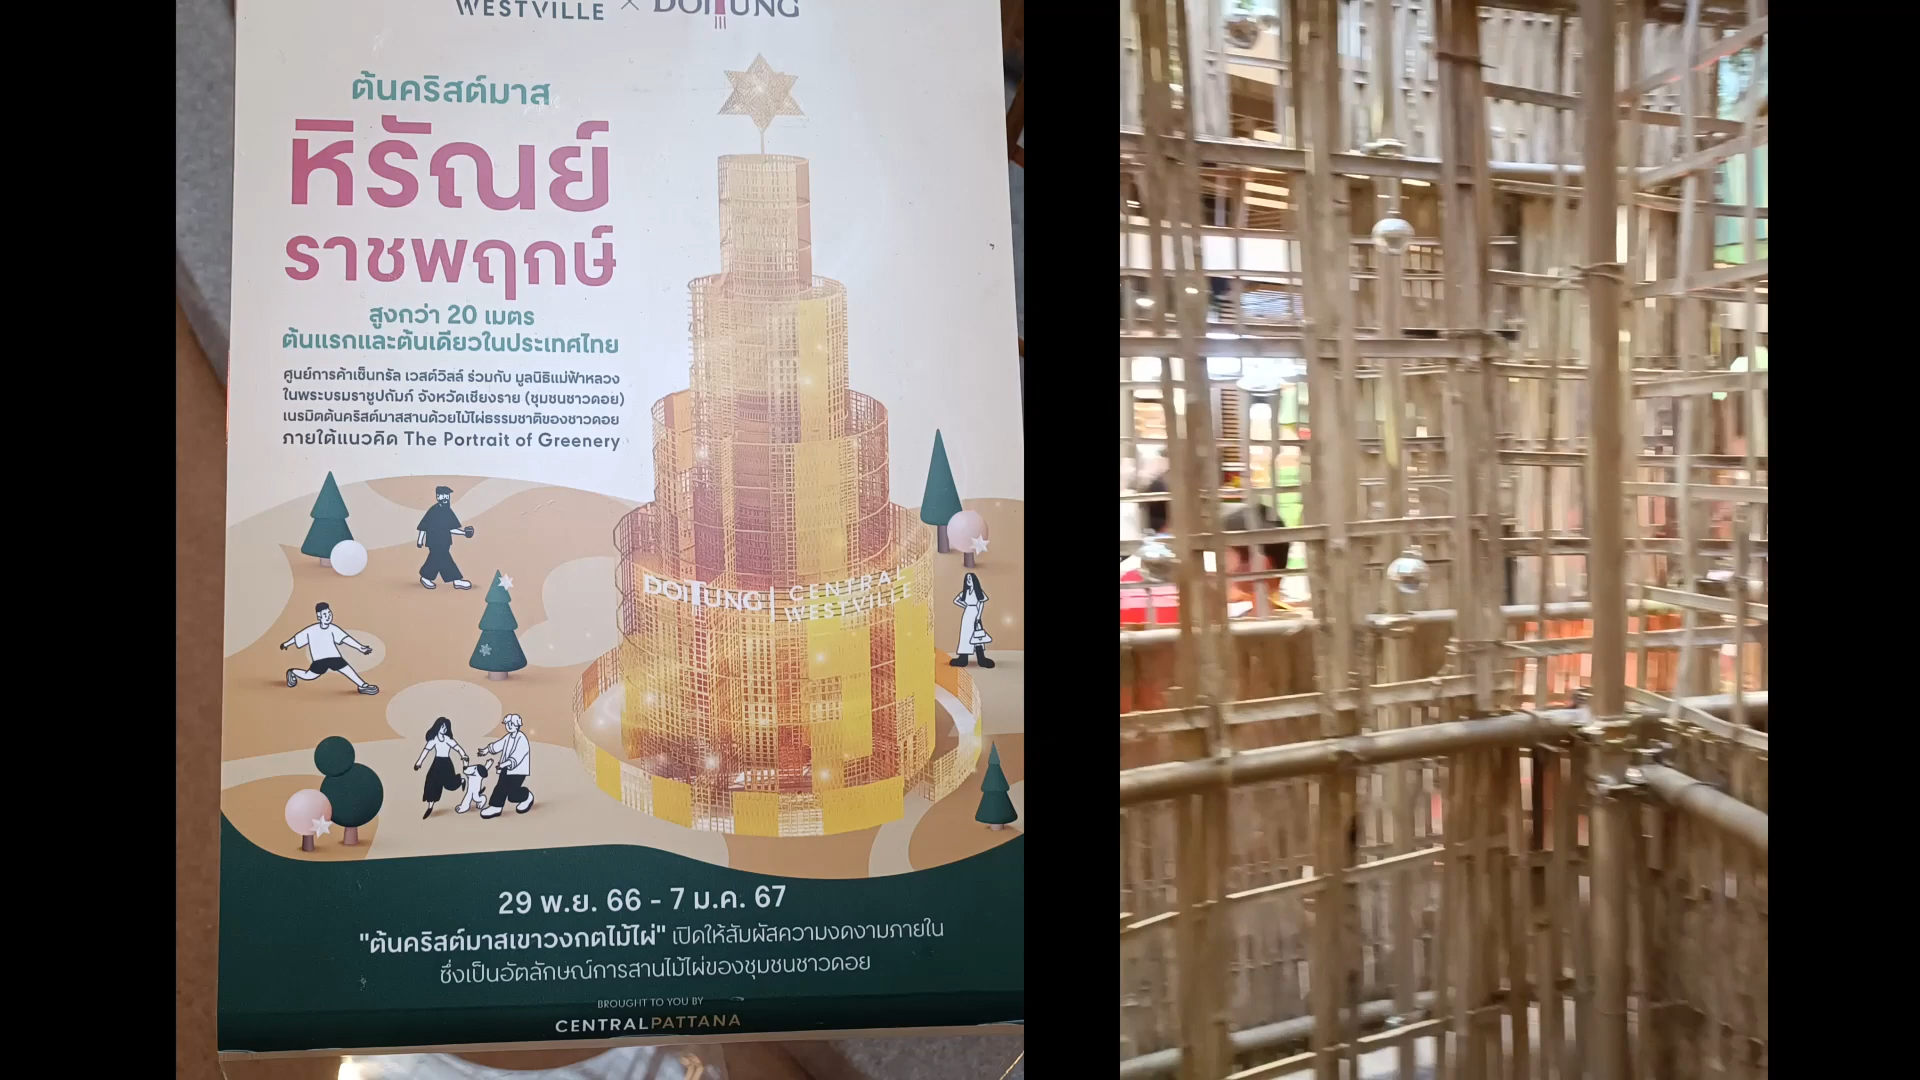 WESTVILLE × DOITUNG
ต้นคริสต์มาส
หิรัณย์
ราชพฤกษ์
สูงกว่า 20 เมตร
ต้นแรกและต้นเดียวในประเทศไทย
ศูนย์การค้าเซ็นทรัล เวสต์วิลล์ ร่วมกับ มูลนิธิแม่ฟ้าหลวง
ในพระบรมราชูปถัมภ์ จังหวัดเชียงราย (ชุมชนชาวดอย)
เนรมิตต้นคริสต์มาสสานด้วยไม้ไผ่ธรรมชาติของชาวดอย
ภายใต้แนวคิด The Portrait of Greenery
DOITUNG | CENTRAL
WESTVILLE
29 พ.ย. 66 - 7 ม.ค. 67
"ต้นคริสต์มาสเขาวงกตไม้ไผ่" เปิดให้สัมผัสความงดงามภายใน
ซึ่งเป็นอัตลักษณ์การสานไม้ไผ่ของชุมชนชาวดอย
BROUGHT TO YOU BY
CENTRALPATTANA